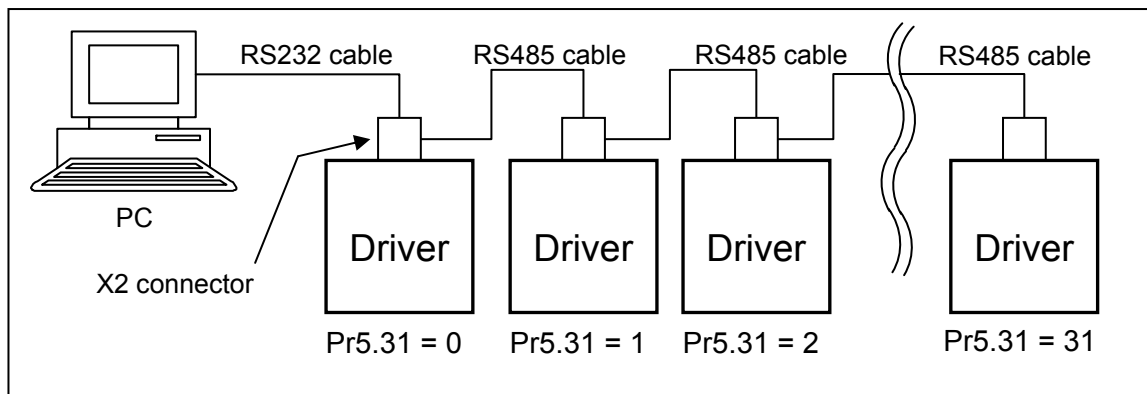 RS232 cable
RS485 cable
RS485 cable
RS485 cable
PC
X2 connector
Driver
Driver
Driver
Driver
Pr5.31 = 0
Pr5.31 = 1
Pr5.31 = 2
Pr5.31 = 31